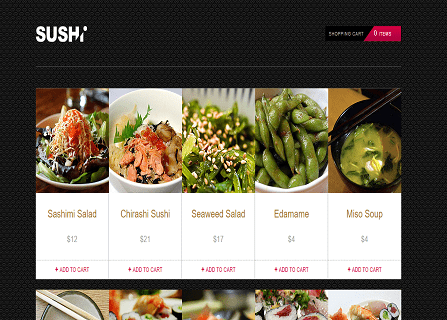 SUSHI
SHOPPING CART 0 ITEMS
Sashimi Salad Chirashi Sushi Seaweed Salad Edamame Miso Soup
$12 $21 $17 $4 $4
+ ADD TO CART + ADD TO CART + ADD TO CART + ADD TO CART + ADD TO CART